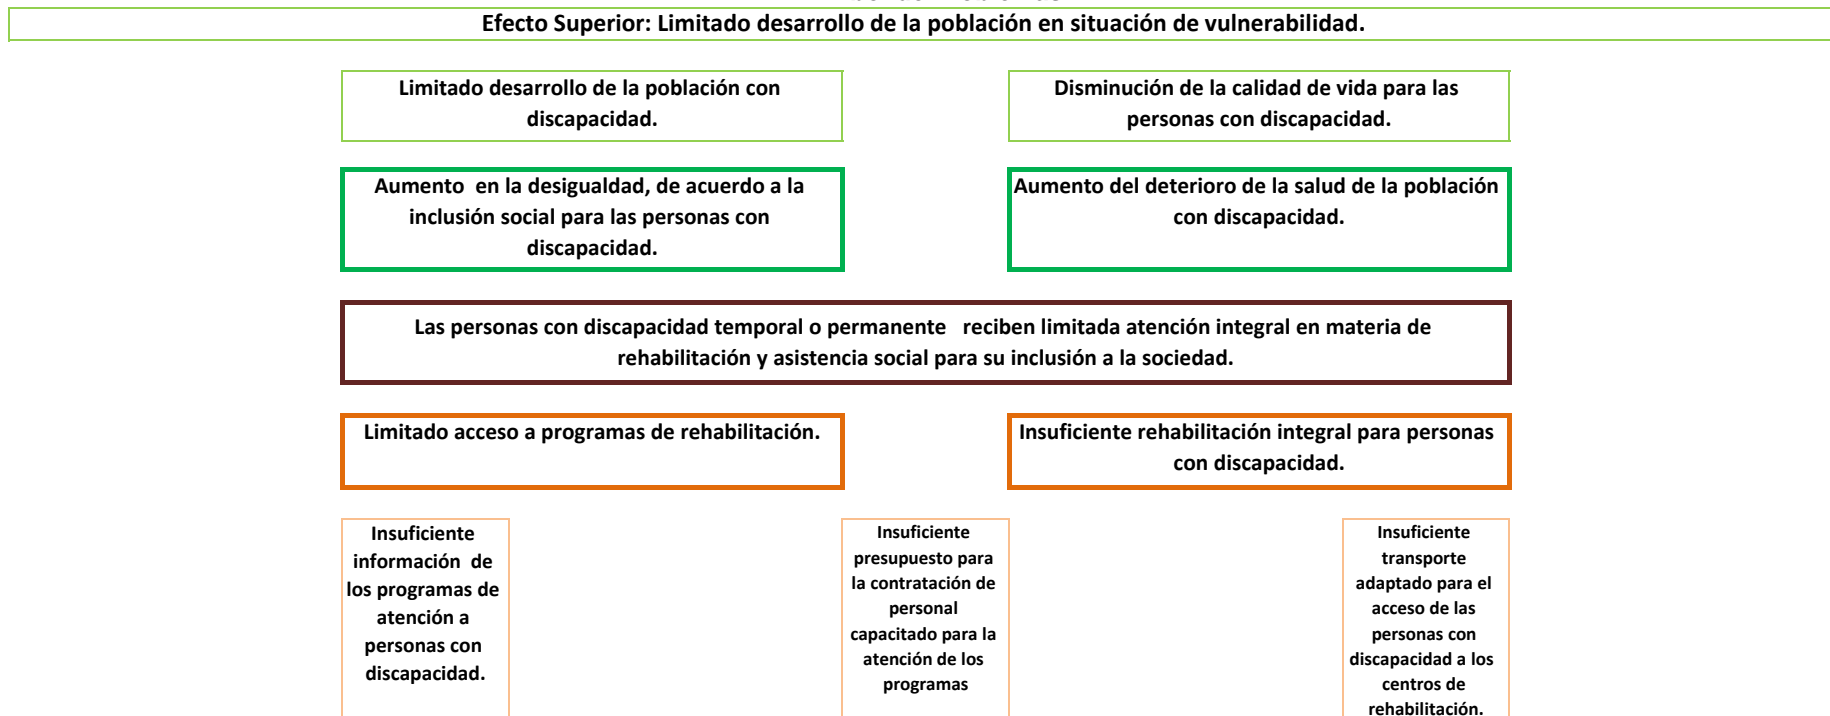 Efecto Superior: Limitado desarrollo de la población en situación de vulnerabilidad.
Limitado desarrollo de la población con
discapacidad.
Disminución de la calidad de vida para las
personas con discapacidad.
Aumento en la desigualdad, de acuerdo a la
inclusión social para las personas con
discapacidad.
Aumento del deterioro de la salud de la población
con discapacidad.
Las personas con discapacidad temporal o permanente reciben limitada atención integral en materia de
rehabilitación y asistencia social para su inclusión a la sociedad.
Limitado acceso a programas de rehabilitación.
Insuficiente rehabilitación integral para personas
con discapacidad.
Insuficiente
información de
los programas de
atención a
personas con
discapacidad.
Insuficiente
presupuesto para
la contratación de
personal
capacitado para la
atención de los
programas
Insuficiente
transporte
adaptado para el
acceso de las
personas con
discapacidad a los
centros de
rehabilitación.